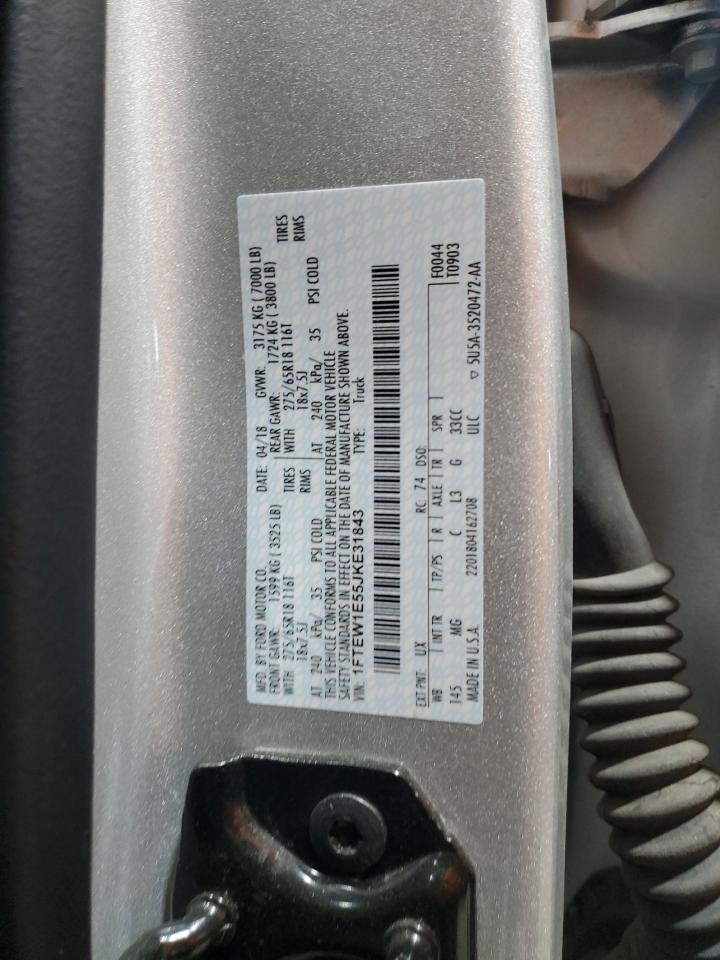 MFD. BY FORD MOTOR CO. DATE: 04/18 GVWR: 3175 KG ( 7000 LB)
FRONT GAWR: 1599 KG ( 3525 LB) REAR GAWR: 1724 KG ( 3800 LB)
WITH 275/65R18 116T TIRES WITH 275/65R18 116T TIRES
18x7.5J RIMS 18x7.5J RIMS
AT 240 kPa/ 35 PSI COLD AT 240 kPa/ 35 PSI COLD
THIS VEHICLE CONFORMS TO ALL APPLICABLE FEDERAL MOTOR VEHICLE
SAFETY STANDARDS IN EFFECT ON THE DATE OF MANUFACTURE SHOWN ABOVE.
VIN: 1FTEW1E55JKE31843 TYPE: Truck
EXT PNT: UX RC: 74 DSO: F0044
WB INT TR TP/PS R AXLE TR SPR T0903
145 MG C L3 G 33CC
MADE IN U.S.A. 2201804162708 ULC ▽ 5U5A-3520472-AA